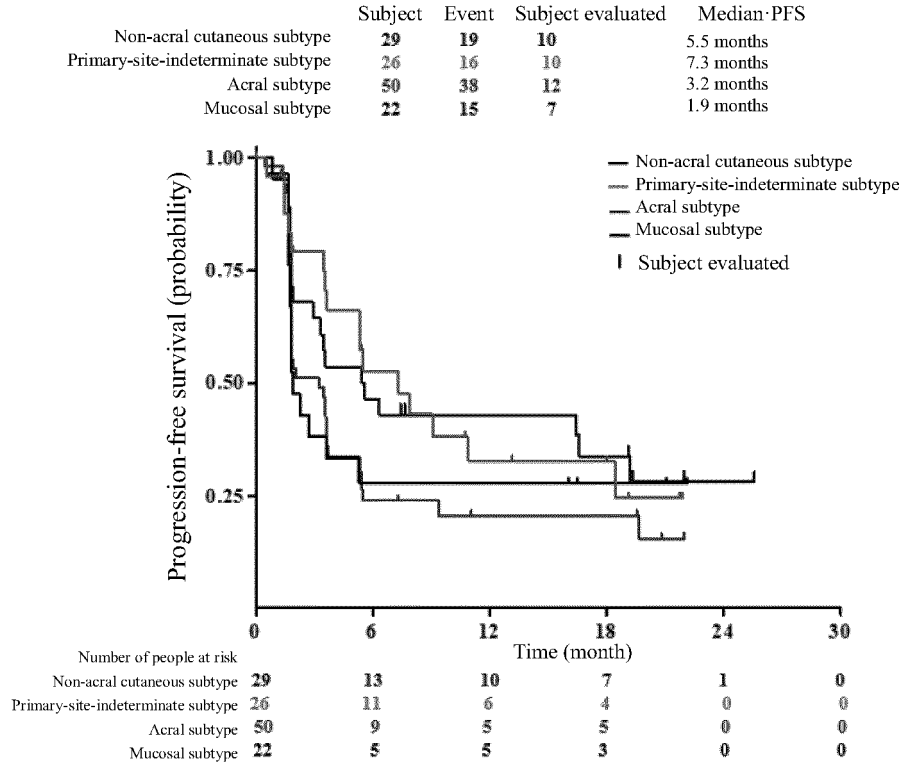 Subject Event Subject evaluated Median·PFS
Non-acral cutaneous subtype 29 19 10 5.5 months
Primary-site-indeterminate subtype 26 16 10 7.3 months
Acral subtype 50 38 12 3.2 months
Mucosal subtype 22 15 7 1.9 months
1.00
0.75
0.50
0.25
Progression-free survival (probability)
Non-acral cutaneous subtype
Primary-site-indeterminate subtype
Acral subtype
Mucosal subtype
Subject evaluated
0 6 12 18 24 30
Time (month)
Number of people at risk
Non-acral cutaneous subtype 29 13 10 7 1 0
Primary-site-indeterminate subtype 26 11 6 4 0 0
Acral subtype 50 9 5 5 0 0
Mucosal subtype 22 5 5 3 0 0